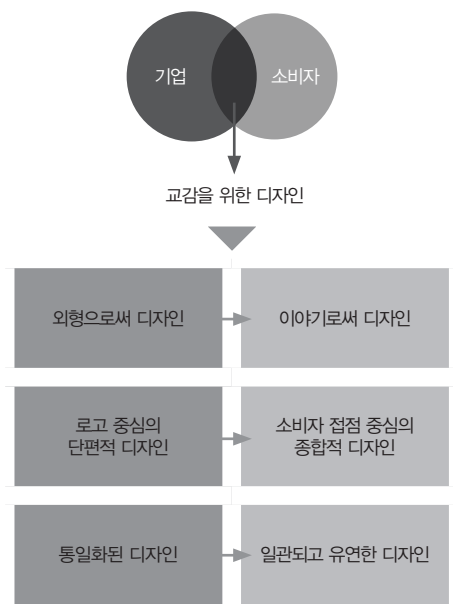 기업
소비자
교감을 위한 디자인
외형으로써 디자인
이야기로써 디자인
로고 중심의
단편적 디자인
소비자 접점 중심의
종합적 디자인
통일화된 디자인
일관되고 유연한 디자인